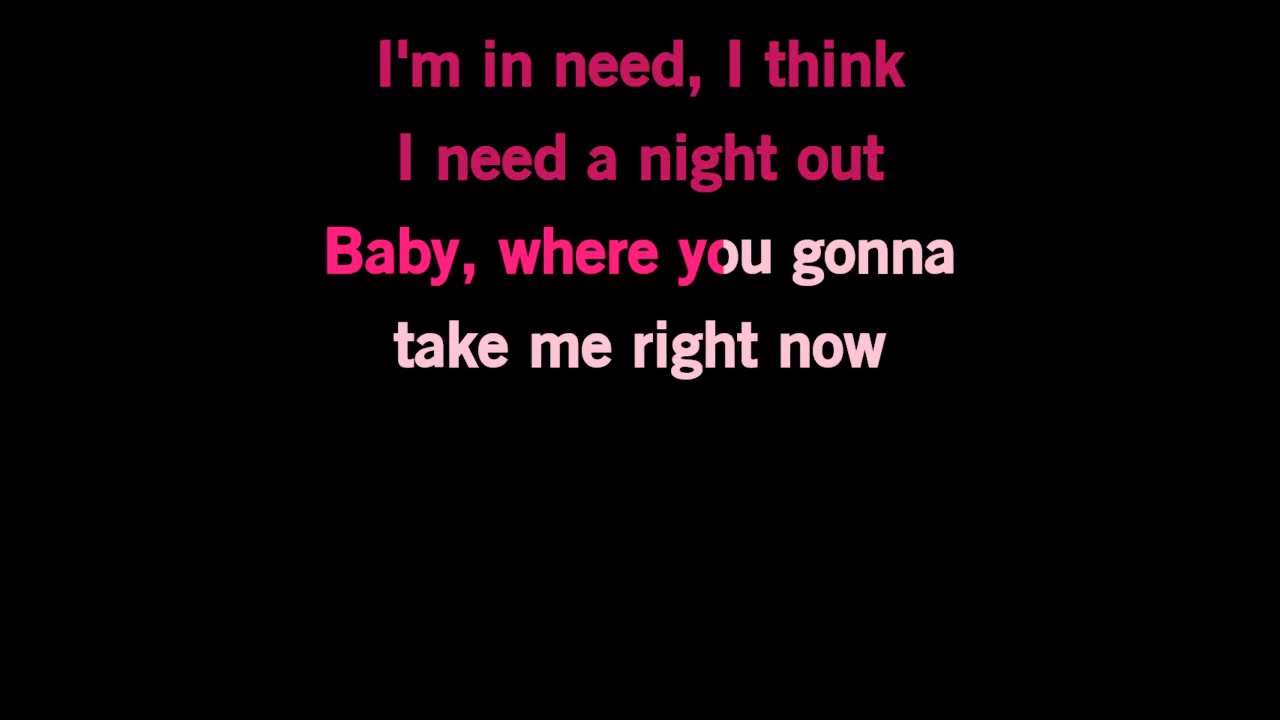 I'm in need, I think
I need a night out
Baby, where you gonna
take me right now